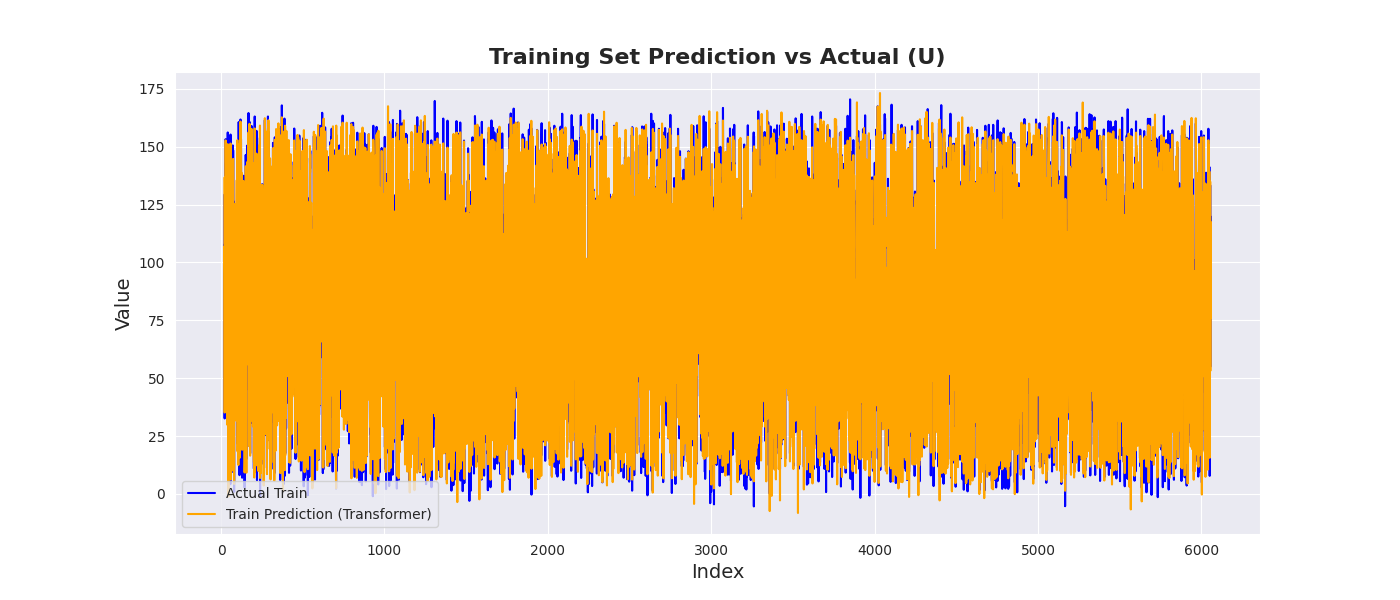 Training Set Prediction vs Actual (U)
175
150
125
100
75
50
25
0
Value
Actual Train
Train Prediction (Transformer)
0 1000 2000 3000 4000 5000 6000
Index